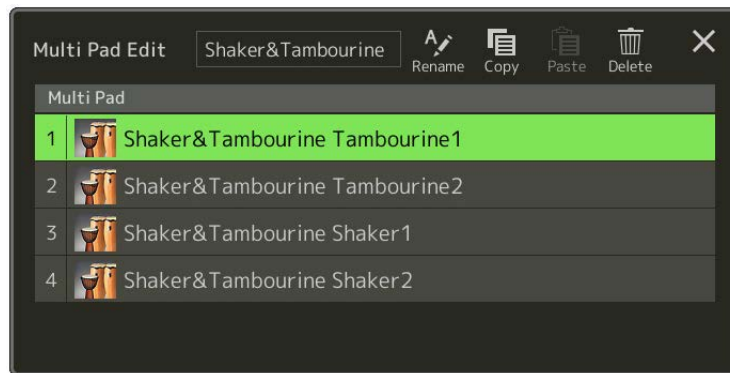 Multi Pad Edit Shaker&Tambourine Rename Copy Paste Delete
Multi Pad
1 Shaker&Tambourine Tambourine1
2 Shaker&Tambourine Tambourine2
3 Shaker&Tambourine Shaker1
4 Shaker&Tambourine Shaker2